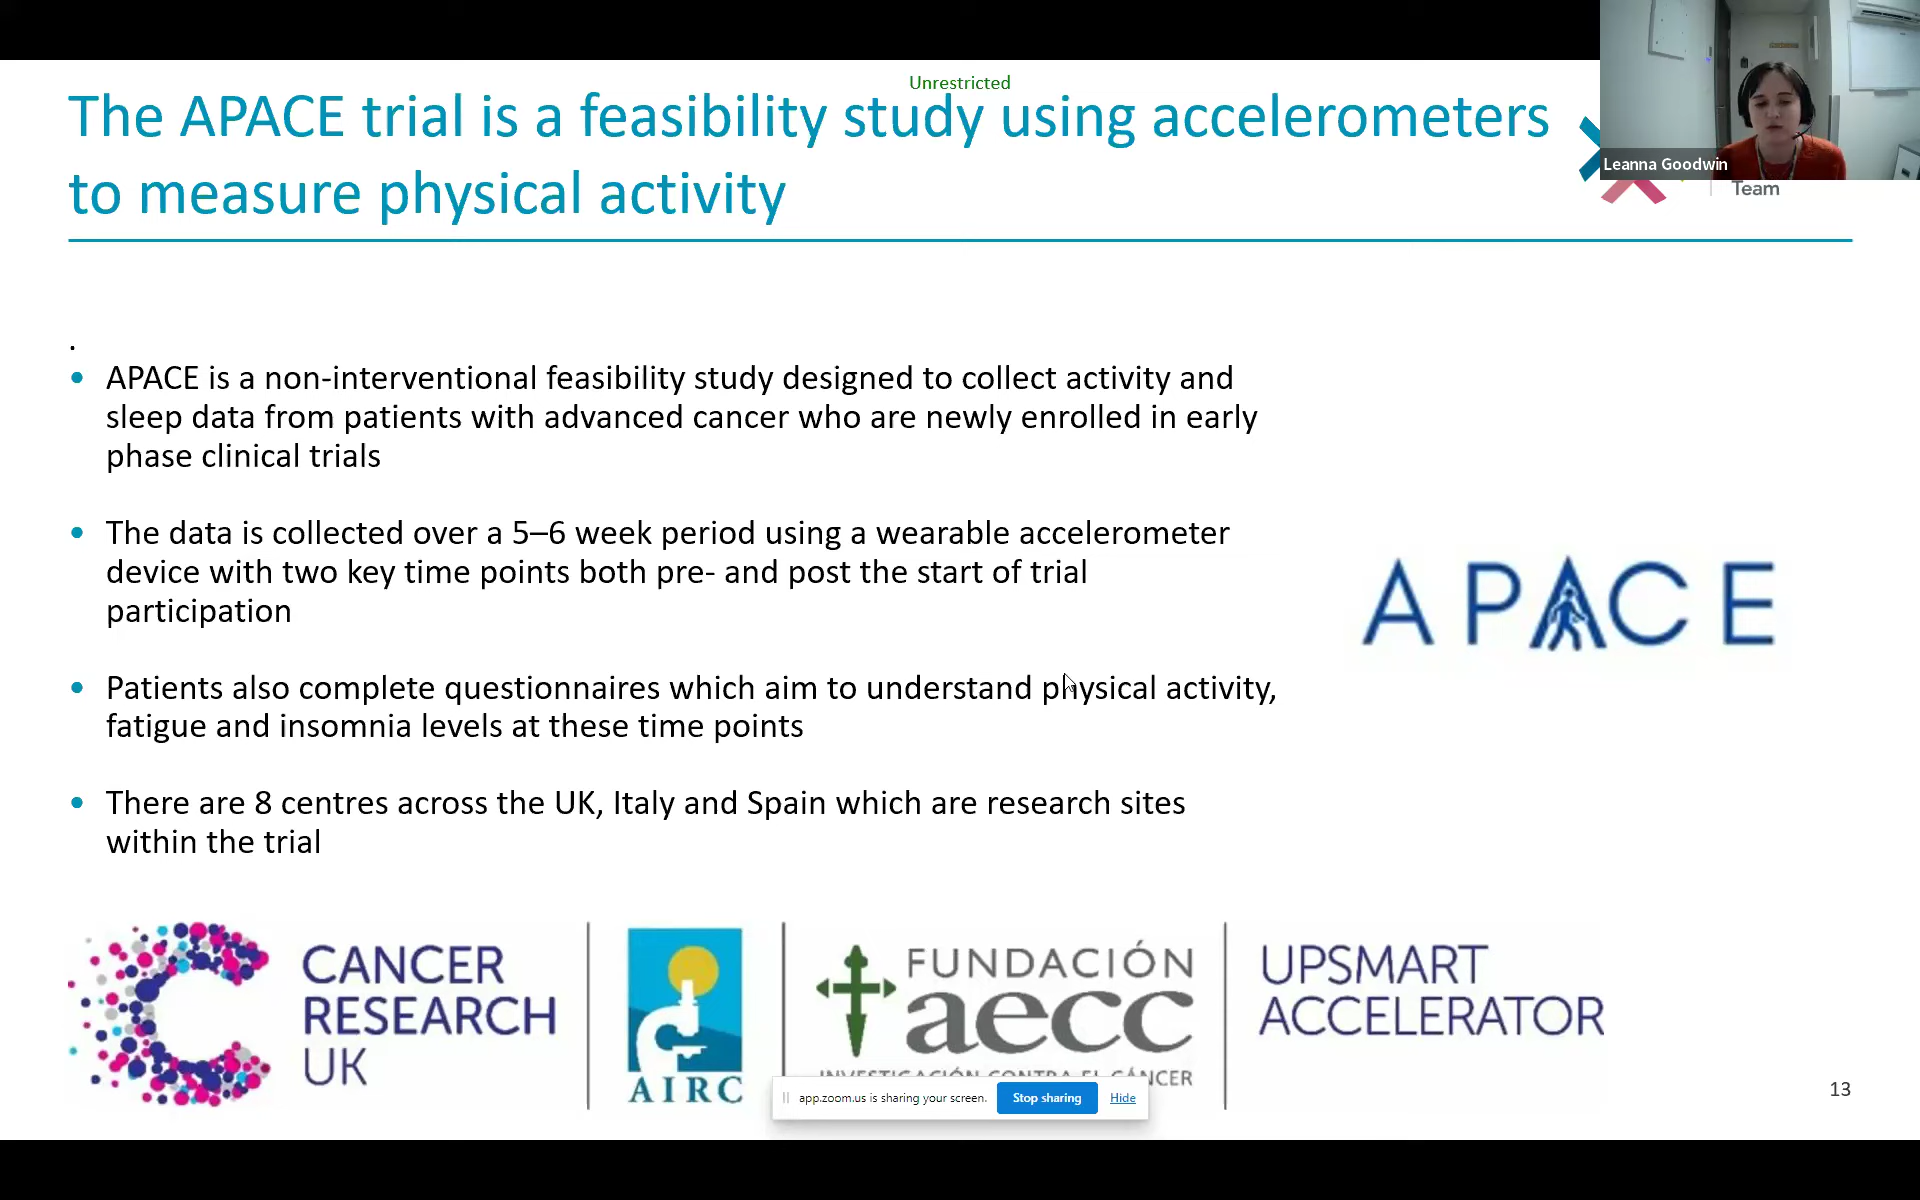 Unrestricted
The APACE trial is a feasibility study using accelerometers
to measure physical activity
Leanna Goodwin
Team
.
• APACE is a non-interventional feasibility study designed to collect activity and
sleep data from patients with advanced cancer who are newly enrolled in early
phase clinical trials
• The data is collected over a 5–6 week period using a wearable accelerometer
device with two key time points both pre- and post the start of trial
participation
• Patients also complete questionnaires which aim to understand physical activity,
fatigue and insomnia levels at these time points
• There are 8 centres across the UK, Italy and Spain which are research sites
within the trial
APACE
CANCER
RESEARCH
UK
AIRC
FUNDACIÓN
aecc
UPSMART
ACCELERATOR
app.zoom.us is sharing your screen.
Stop sharing
Hide
13